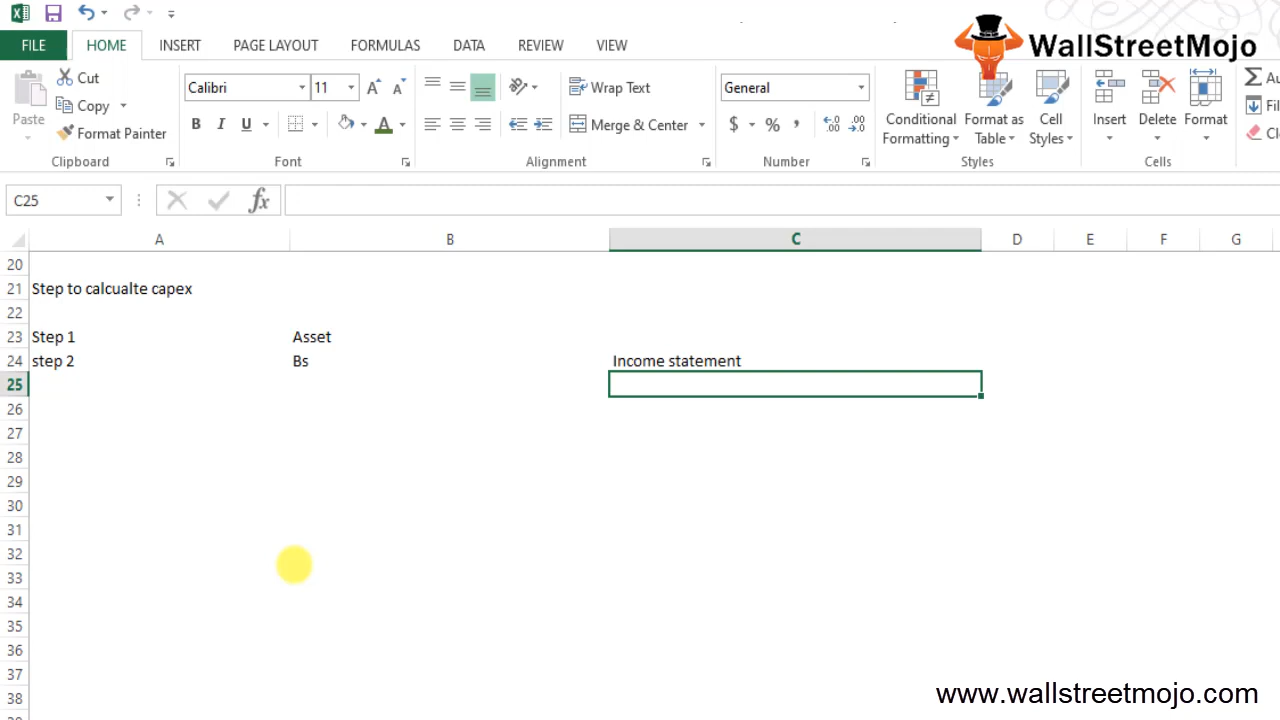 FILE HOME INSERT PAGE LAYOUT FORMULAS DATA REVIEW VIEW
WallStreetMojo
Cut
Copy
Format Painter
Paste
Clipboard
Calibri 11
B I U
Font
Wrap Text
Merge & Center
Alignment
General
$ % ,
Number
Conditional Formatting
Format as Table
Cell Styles
Styles
Insert Delete Format
Cells
C25 fx
A B C D E F G
20
21 Step to calcualte capex
22
23 Step 1 Asset
24 step 2 Bs Income statement
25
26
27
28
29
30
31
32
33
34
35
36
37
38
www.wallstreetmojo.com